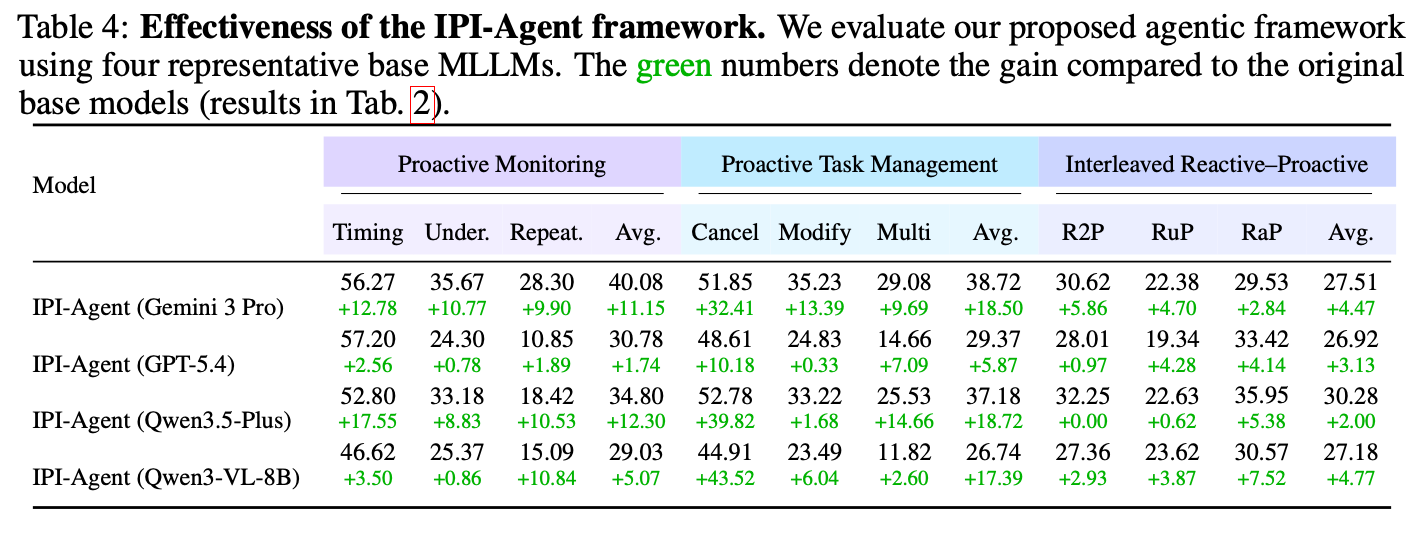 Table 4: Effectiveness of the IPI-Agent framework. We evaluate our proposed agentic framework
using four representative base MLLMs. The green numbers denote the gain compared to the original
base models (results in Tab. 2).
Model Proactive Monitoring Proactive Task Management Interleaved Reactive–Proactive
Timing Under. Repeat. Avg. Cancel Modify Multi Avg. R2P RuP RaP Avg.
IPI-Agent (Gemini 3 Pro) 56.27 35.67 28.30 40.08 51.85 35.23 29.08 38.72 30.62 22.38 29.53 27.51
+12.78 +10.77 +9.90 +11.15 +32.41 +13.39 +9.69 +18.50 +5.86 +4.70 +2.84 +4.47
IPI-Agent (GPT-5.4) 57.20 24.30 10.85 30.78 48.61 24.83 14.66 29.37 28.01 19.34 33.42 26.92
+2.56 +0.78 +1.89 +1.74 +10.18 +0.33 +7.09 +5.87 +0.97 +4.28 +4.14 +3.13
IPI-Agent (Qwen3.5-Plus) 52.80 33.18 18.42 34.80 52.78 33.22 25.53 37.18 32.25 22.63 35.95 30.28
+17.55 +8.83 +10.53 +12.30 +39.82 +1.68 +14.66 +18.72 +0.00 +0.62 +5.38 +2.00
IPI-Agent (Qwen3-VL-8B) 46.62 25.37 15.09 29.03 44.91 23.49 11.82 26.74 27.36 23.62 30.57 27.18
+3.50 +0.86 +10.84 +5.07 +43.52 +6.04 +2.60 +17.39 +2.93 +3.87 +7.52 +4.77